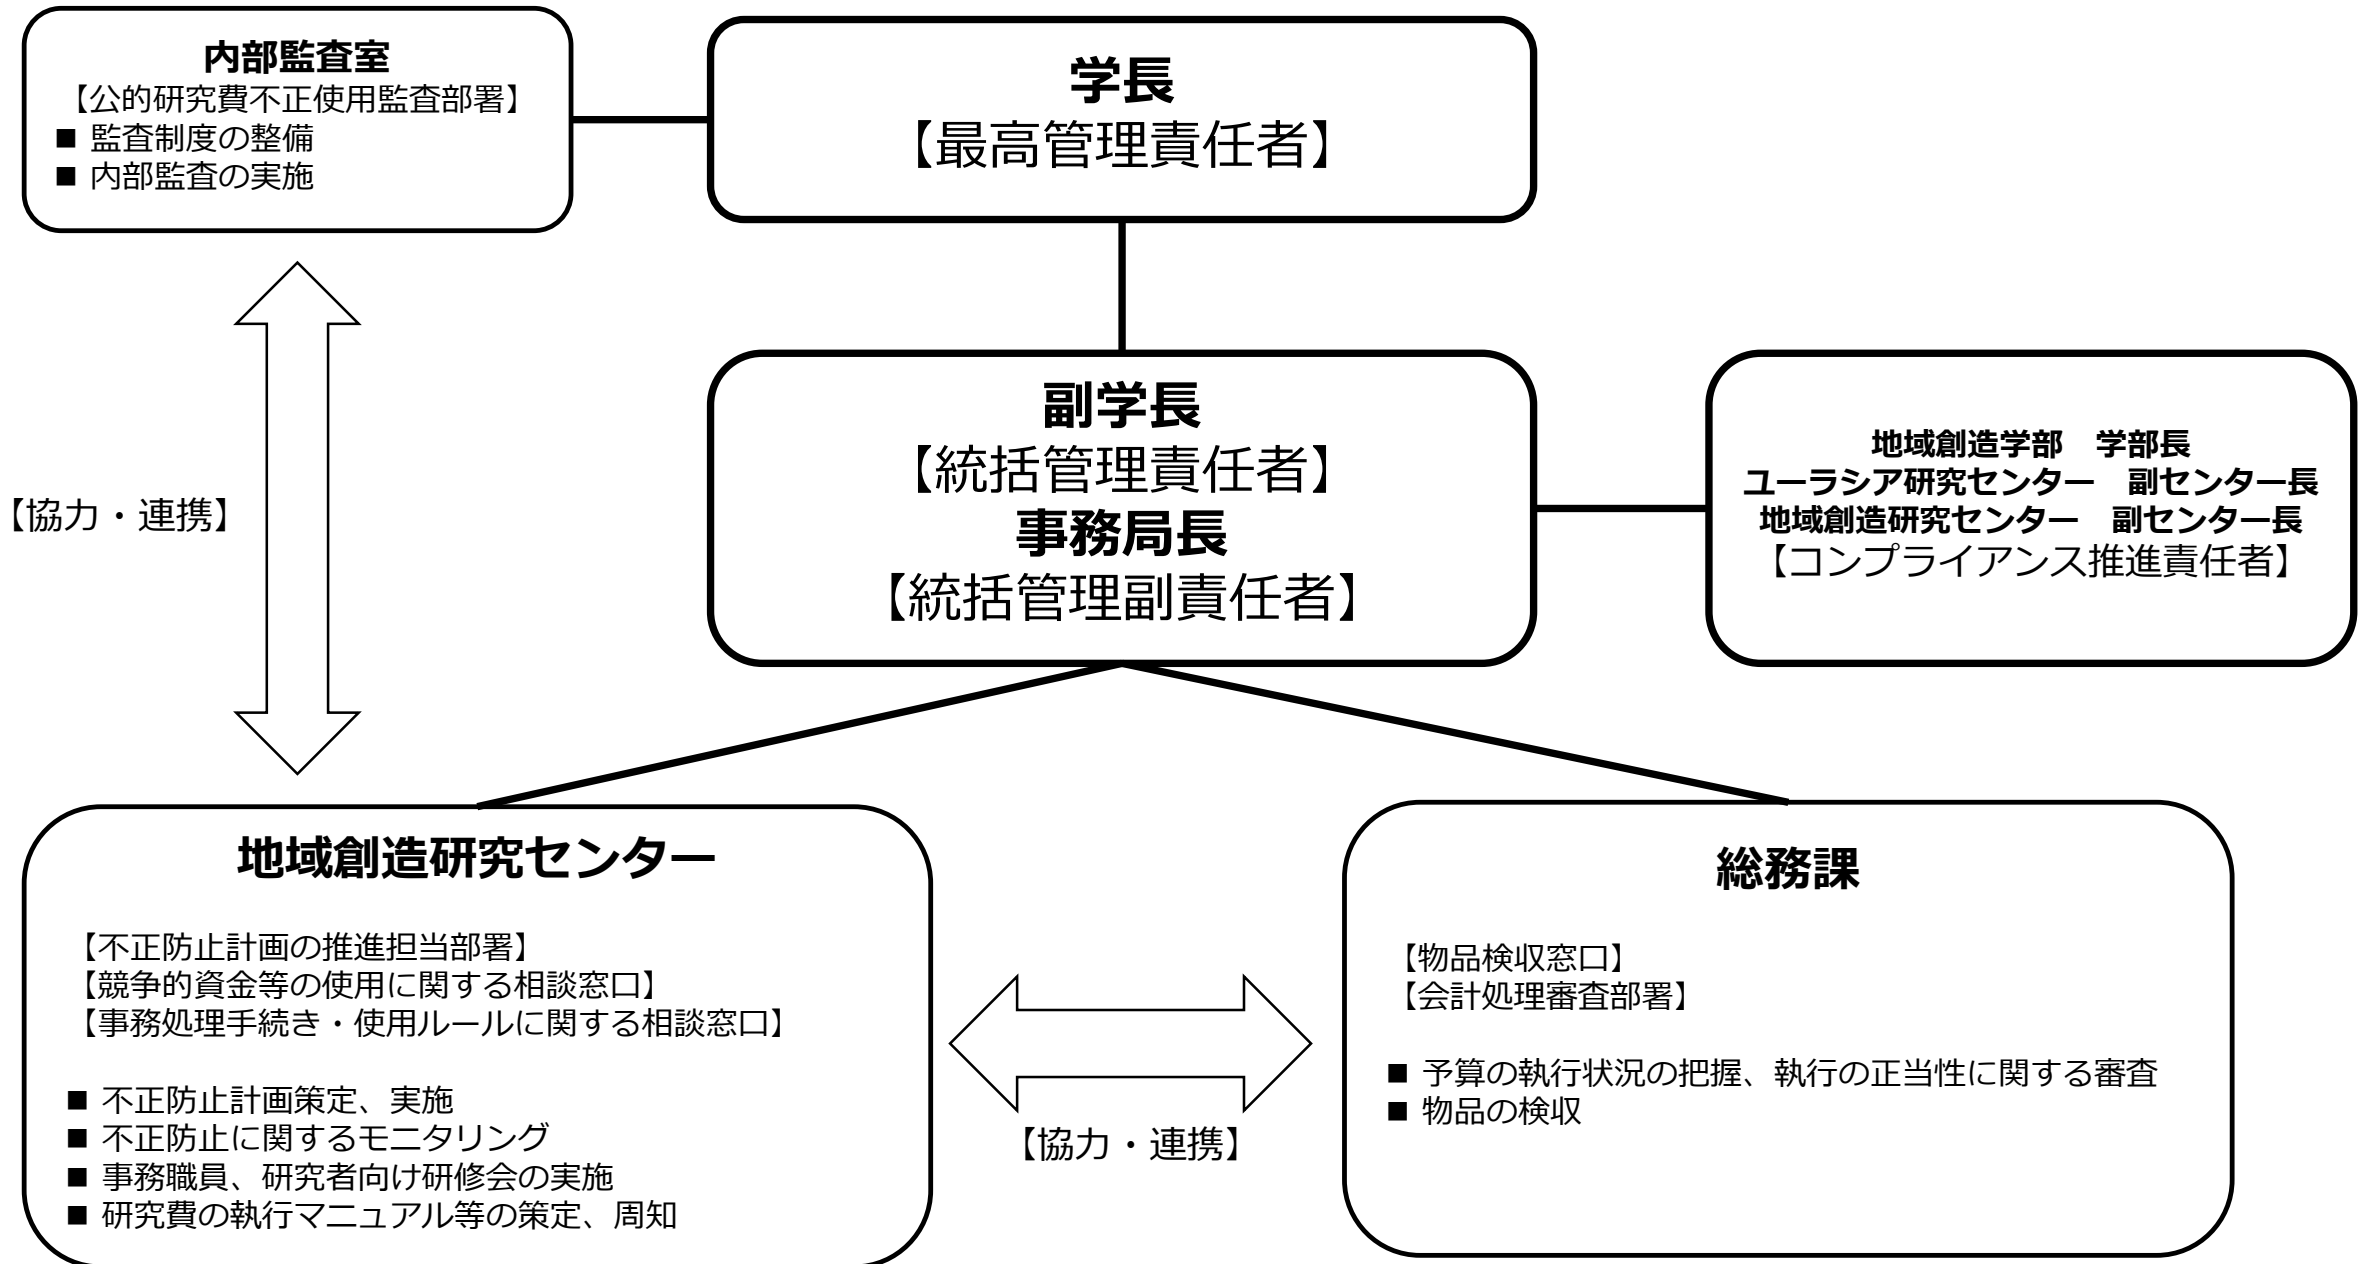 内部監査室
【公的研究費不正使用監査部署】
■ 監査制度の整備
■ 内部監査の実施
学長
【最高管理責任者】
副学長
【統括管理責任者】
事務局長
【統括管理副責任者】
地域創造学部　学部長
ユーラシア研究センター　副センター長
地域創造研究センター　副センター長
【コンプライアンス推進責任者】
【協力・連携】
地域創造研究センター
【不正防止計画の推進担当部署】
【競争的資金等の使用に関する相談窓口】
【事務処理手続き・使用ルールに関する相談窓口】
■ 不正防止計画策定、実施
■ 不正防止に関するモニタリング
■ 事務職員、研究者向け研修会の実施
■ 研究費の執行マニュアル等の策定、周知
【協力・連携】
総務課
【物品検収窓口】
【会計処理審査部署】
■ 予算の執行状況の把握、執行の正当性に関する審査
■ 物品の検収